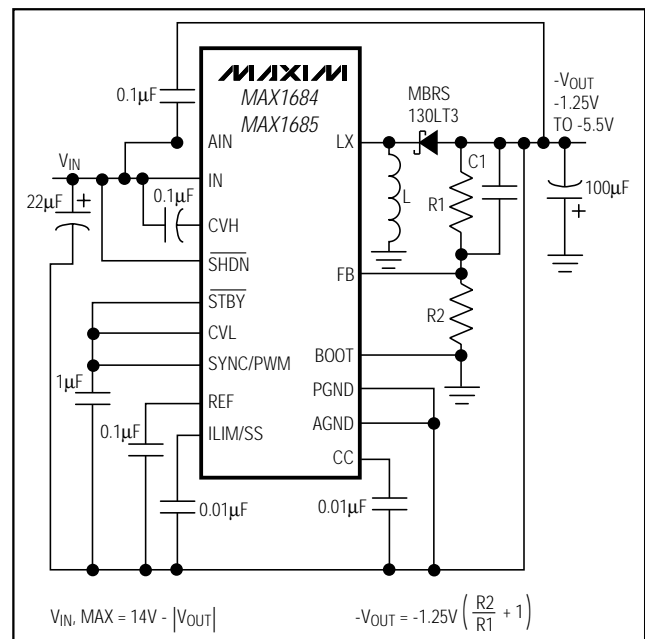 MAXIM
MAX1684
MAX1685
0.1µF
AIN
LX
MBRS
130LT3
-VOUT
-1.25V
TO -5.5V
VIN
IN
C1
22µF
+
0.1µF
CVH
L
R1
100µF
+
SHDN
FB
STBY
R2
CVL
SYNC/PWM
BOOT
1µF
PGND
REF
AGND
0.1µF
ILIM/SS
CC
0.01µF
0.01µF
VIN, MAX = 14V - |VOUT|
-VOUT = -1.25V ( R2/R1 + 1 )